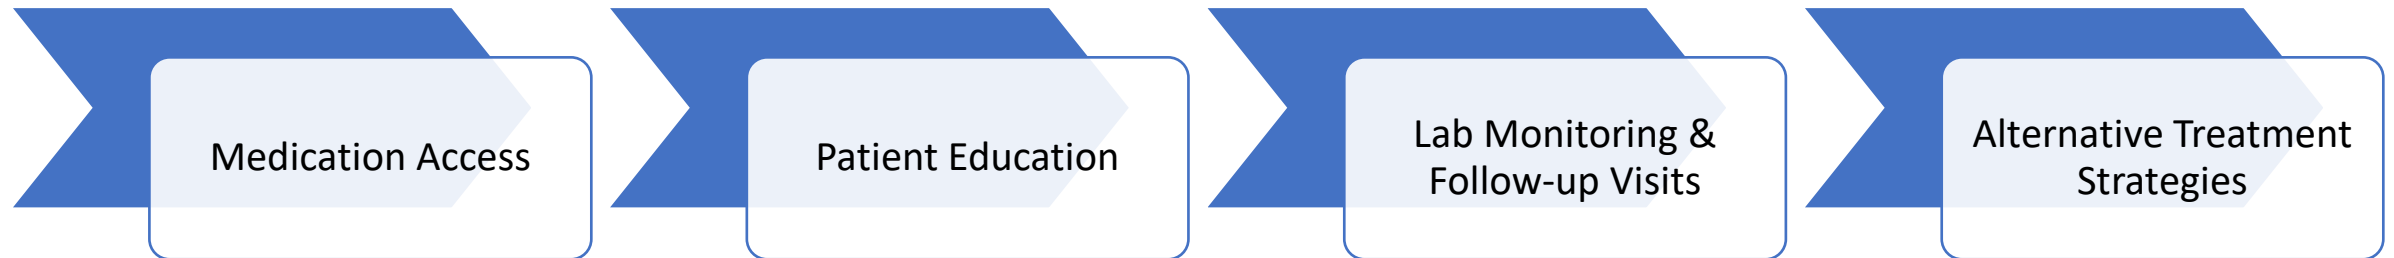 Medication Access
Patient Education
Lab Monitoring &
Follow-up Visits
Alternative Treatment
Strategies